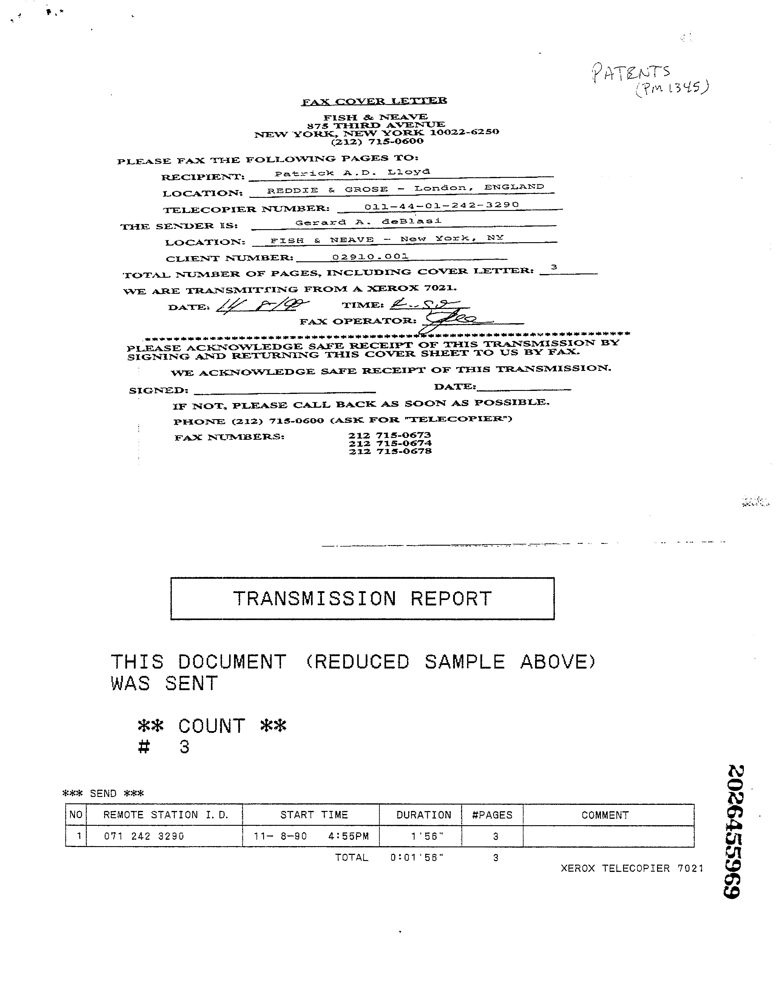 PATENTS
(PM 1345)
FAX COVER LETTER
FISH & NEAVE
875 THIRD AVENUE
NEW YORK, NEW YORK 10022-6250
(212) 715-0600
PLEASE FAX THE FOLLOWING PAGES TO:
RECIPIENT: Patrick A.D. Lloyd
LOCATION: REDDIE & GROSE - London, ENGLAND
TELECOPIER NUMBER: 011-44-01-242-3290
THE SENDER IS: Gerard A. deBlasi
LOCATION: FISH & NEAVE - New York, NY
CLIENT NUMBER: 02910.001
TOTAL NUMBER OF PAGES, INCLUDING COVER LETTER: 3
WE ARE TRANSMITTING FROM A XEROX 7021.
DATE: TIME:
FAX OPERATOR:
PLEASE ACKNOWLEDGE SAFE RECEIPT OF THIS TRANSMISSION BY
SIGNING AND RETURNING THIS COVER SHEET TO US BY FAX.
WE ACKNOWLEDGE SAFE RECEIPT OF THIS TRANSMISSION.
SIGNED: DATE:
IF NOT, PLEASE CALL BACK AS SOON AS POSSIBLE.
PHONE (212) 715-0600 (ASK FOR "TELECOPIER")
FAX NUMBERS: 212 715-0673
212 715-0674
212 715-0678
TRANSMISSION REPORT
THIS DOCUMENT (REDUCED SAMPLE ABOVE)
WAS SENT
** COUNT **
# 3
*** SEND ***
NO REMOTE STATION I.D. START TIME DURATION #PAGES COMMENT
1 071 242 3290 11- 8-90 4:55PM 1'56" 3
TOTAL 0:01'56" 3
XEROX TELECOPIER 7021
2026455969